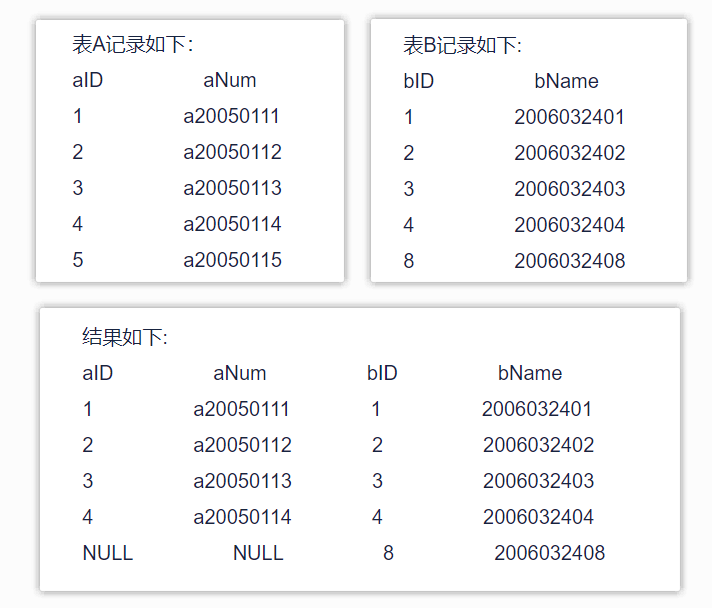 表A记录如下：
aID aNum
1 a20050111
2 a20050112
3 a20050113
4 a20050114
5 a20050115
表B记录如下:
bID bName
1 2006032401
2 2006032402
3 2006032403
4 2006032404
8 2006032408
结果如下:
aID aNum bID bName
1 a20050111 1 2006032401
2 a20050112 2 2006032402
3 a20050113 3 2006032403
4 a20050114 4 2006032404
NULL NULL 8 2006032408